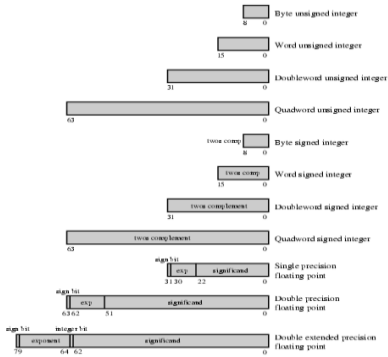 Byte unsigned integer
8 0
Word unsigned integer
15 0
Doubleword unsigned integer
31 0
Quadword unsigned integer
63 0
twos comp Byte signed integer
8 0
twos comp Word signed integer
15 0
twos complement Doubleword signed integer
31 0
twos complement Quadword signed integer
63 0
sign bit
exp significand Single precision
floating point
31 30 22 0
sign bit
exp significand Double precision
floating point
63 62 51 0
sign bit integer bit
exponent significand Double extended precision
floating point
79 64 62 0